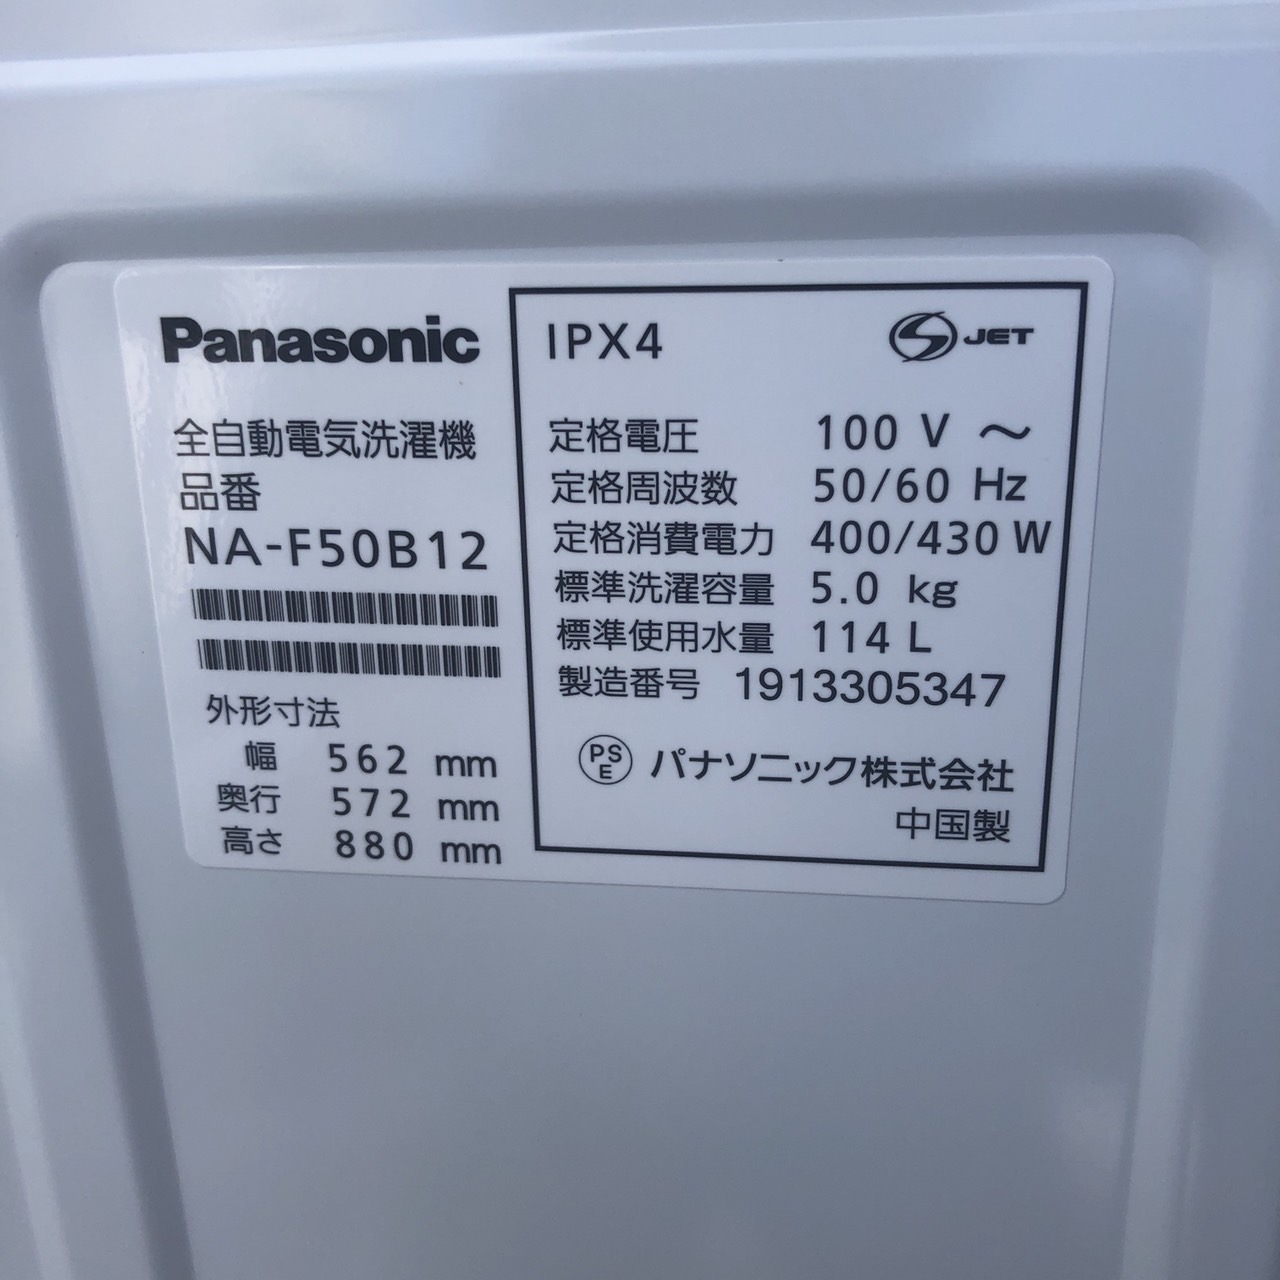 Panasonic
全自動電気洗濯機
品番
NA-F50B12
外形寸法
幅 562 mm
奥行 572 mm
高さ 880 mm
IPX4
S JET
定格電圧 100 V ～
定格周波数 50/60 Hz
定格消費電力 400/430 W
標準洗濯容量 5.0 kg
標準使用水量 114 L
製造番号 1913305347
PS
E パナソニック株式会社
中国製